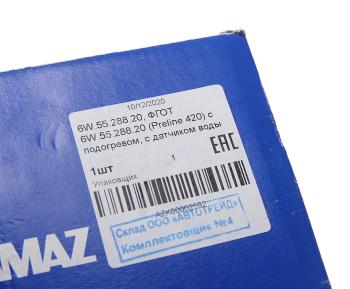 10/12/2020
6W.55.288.20, ФГОТ
6W.55.288.20 (Preline 420) с
подогревом, с датчиком воды
1шт
Упаковщик:
1
EAC
AZK00002992
Склад ООО «АВТОТРЕЙД»
Комплектовщик №4
MAZ